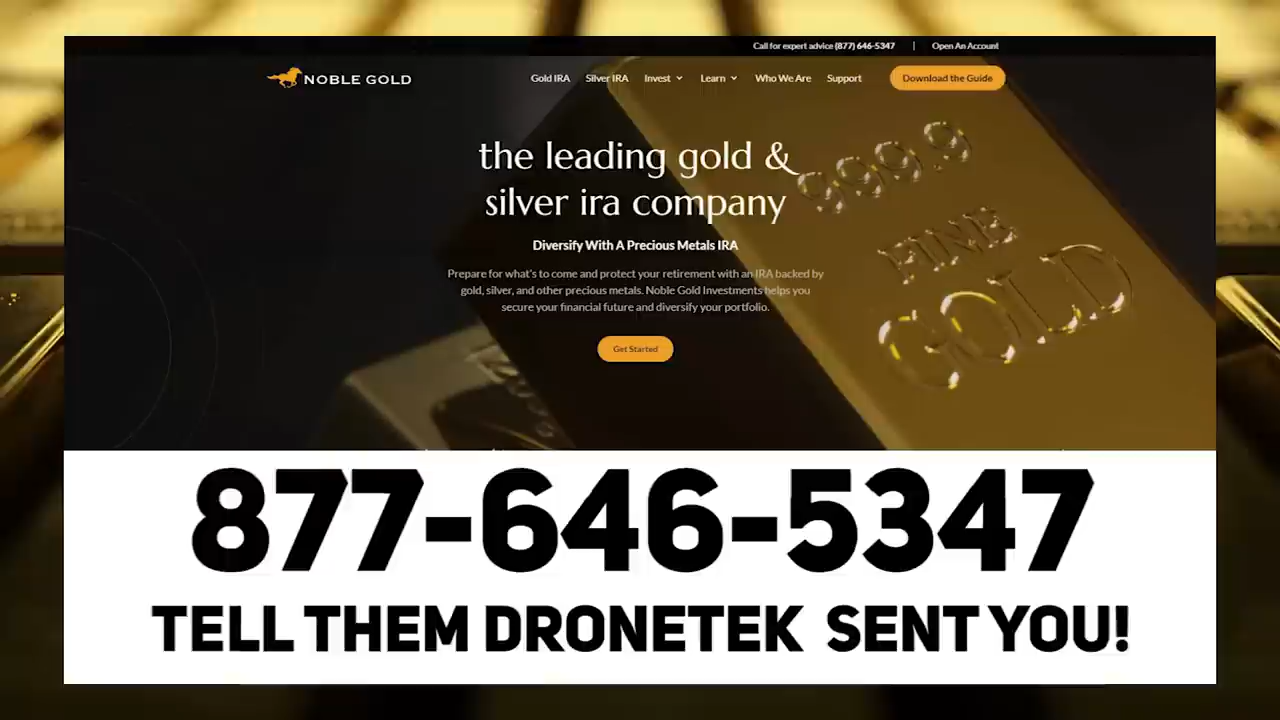 Call for expert advice (877) 646-5347 | Open An Account
NOBLE GOLD
Gold IRA Silver IRA Invest Learn Who We Are Support Download the Guide
the leading gold &
silver ira company
Diversify With A Precious Metals IRA
Prepare for what's to come and protect your retirement with an IRA backed by
gold, silver, and other precious metals. Noble Gold Investments helps you
secure your financial future and diversify your portfolio.
Get Started
999.9
FINE
GOLD
877-646-5347
TELL THEM DRONETEK SENT YOU!